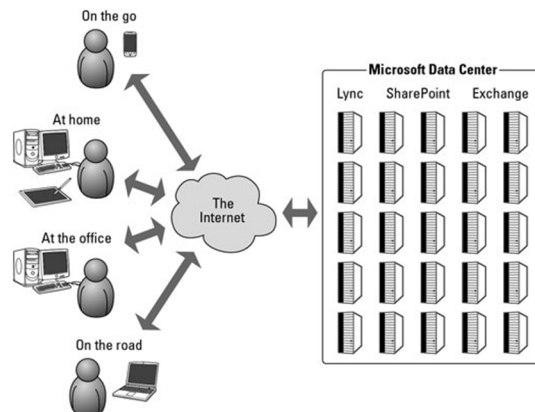 On the go
At home
At the office
On the road
The
Internet
Microsoft Data Center
Lync SharePoint Exchange